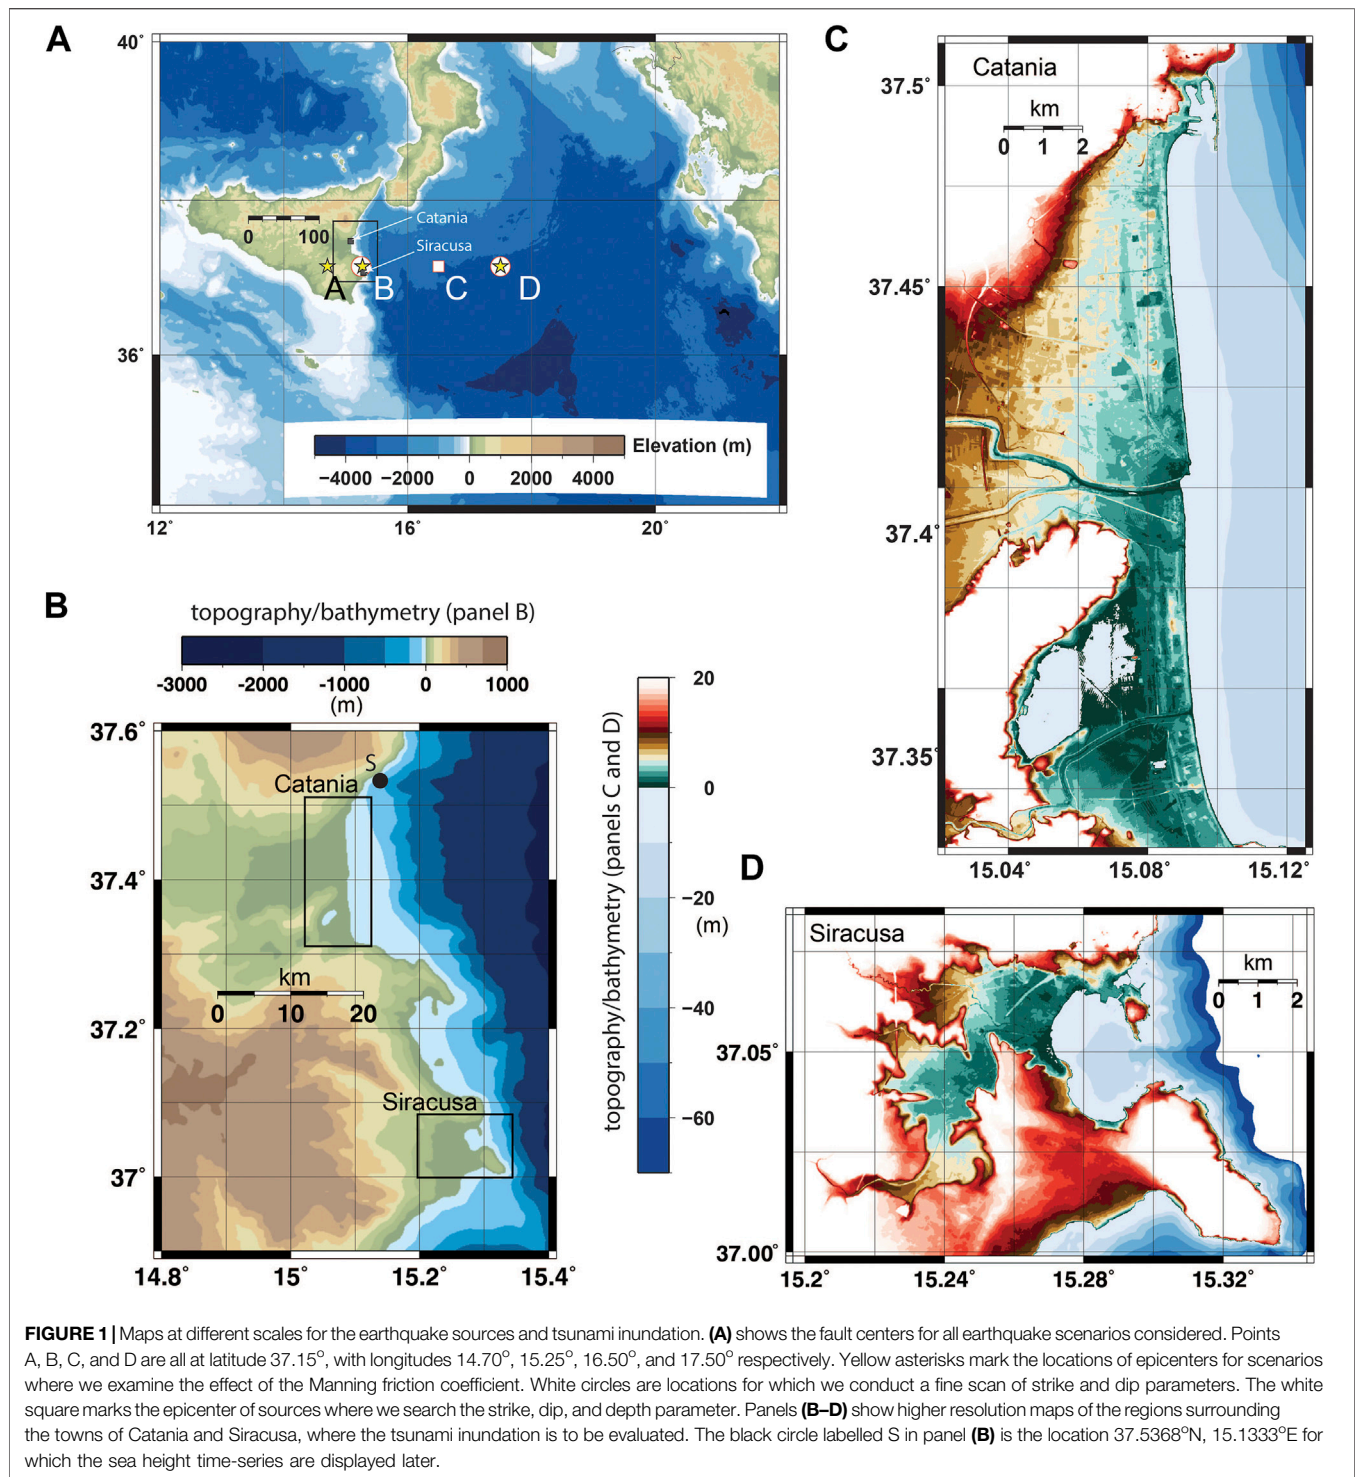 A
40°
36°
12°
16°
20°
0
100
Catania
Siracusa
A
B
C
D
Elevation (m)
−4000
−2000
0
2000
4000
C
Catania
km
0 1 2
37.5°
37.45°
37.4°
37.35°
15.04°
15.08°
15.12°
B
topography/bathymetry (panel B)
-3000
-2000
-1000
0
1000
(m)
37.6°
37.4°
37.2°
37°
14.8°
15°
15.2°
15.4°
S
Catania
km
0 10 20
Siracusa
topography/bathymetry (panels C and D)
20
0
−20
(m)
−40
−60
D
Siracusa
km
0 1 2
37.05°
37.00°
15.2°
15.24°
15.28°
15.32°
FIGURE 1 | Maps at different scales for the earthquake sources and tsunami inundation. (A) shows the fault centers for all earthquake scenarios considered. Points
A, B, C, and D are all at latitude 37.15°, with longitudes 14.70°, 15.25°, 16.50°, and 17.50° respectively. Yellow asterisks mark the locations of epicenters for scenarios
where we examine the effect of the Manning friction coefficient. White circles are locations for which we conduct a fine scan of strike and dip parameters. The white
square marks the epicenter of sources where we search the strike, dip, and depth parameter. Panels (B–D) show higher resolution maps of the regions surrounding
the towns of Catania and Siracusa, where the tsunami inundation is to be evaluated. The black circle labelled S in panel (B) is the location 37.5368°N, 15.1333°E for
which the sea height time-series are displayed later.